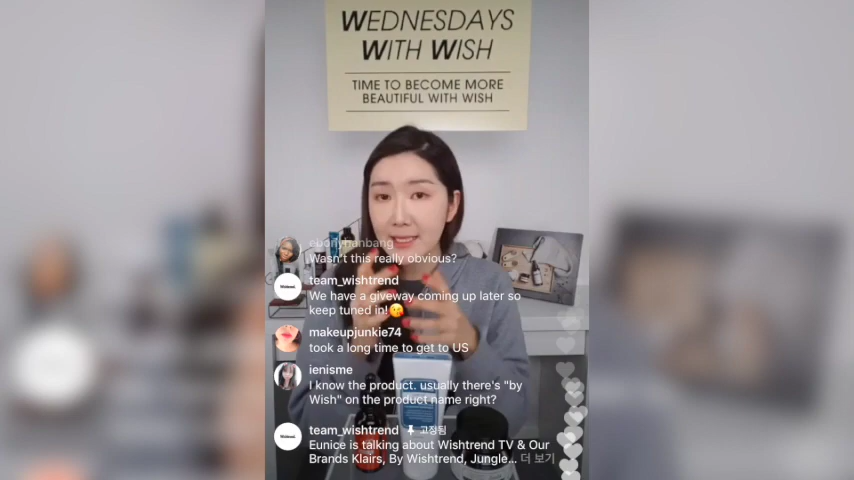 WEDNESDAYS
WITH WISH
TIME TO BECOME MORE
BEAUTIFUL WITH WISH
ebonyhanbang
Wasn't this really obvious?
team_wishtrend
We have a giveway coming up later so
keep tuned in!😘
makeupjunkie74
took a long time to get to US
ienisme
I know the product. usually there's "by
Wish" on the product name right?
team_wishtrend 📌 고정됨
Eunice is talking about Wishtrend TV & Our
Brands Klairs, By Wishtrend, Jungle... 더 보기